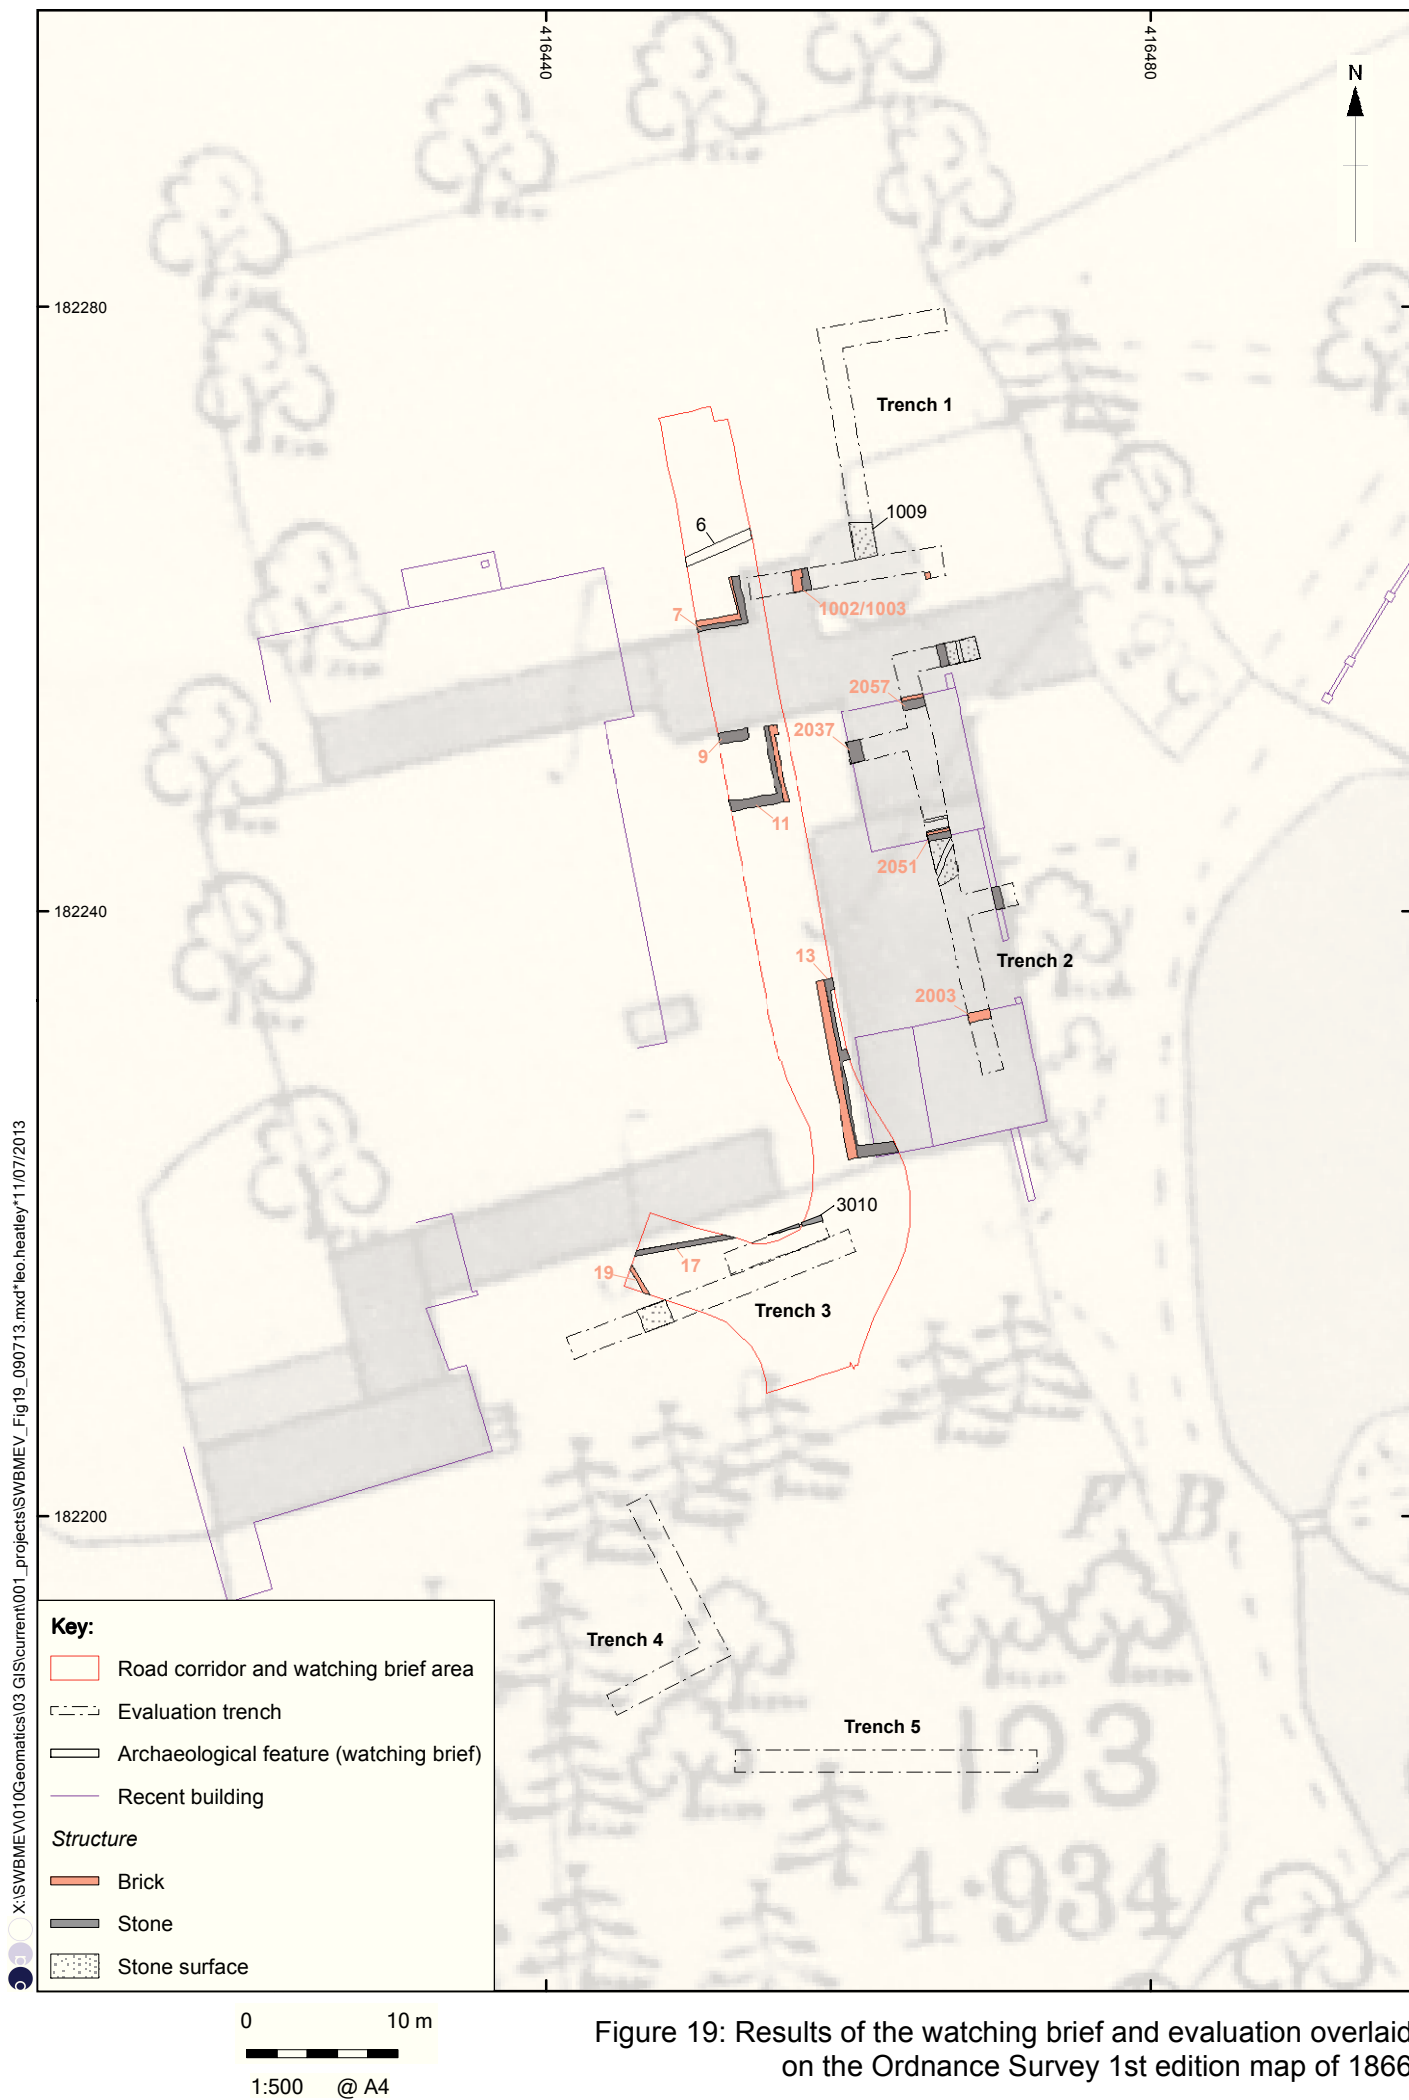 416440
416480
N
182280
Trench 1
6
1009
7
1002/1003
2057
2037
9
11
2051
182240
13
Trench 2
2003
3010
17
19
Trench 3
182200
F B
Trench 4
Trench 5
123
4·934
Key:
Road corridor and watching brief area
Evaluation trench
Archaeological feature (watching brief)
Recent building
Structure
Brick
Stone
Stone surface
X:\SWBMEV\010Geomatics\03 GIS\current\001_projects\SWBMEV_Fig19_090713.mxd*leo.heatley*11/07/2013
0 10 m
1:500 @ A4
Figure 19: Results of the watching brief and evaluation overlaid
on the Ordnance Survey 1st edition map of 1866